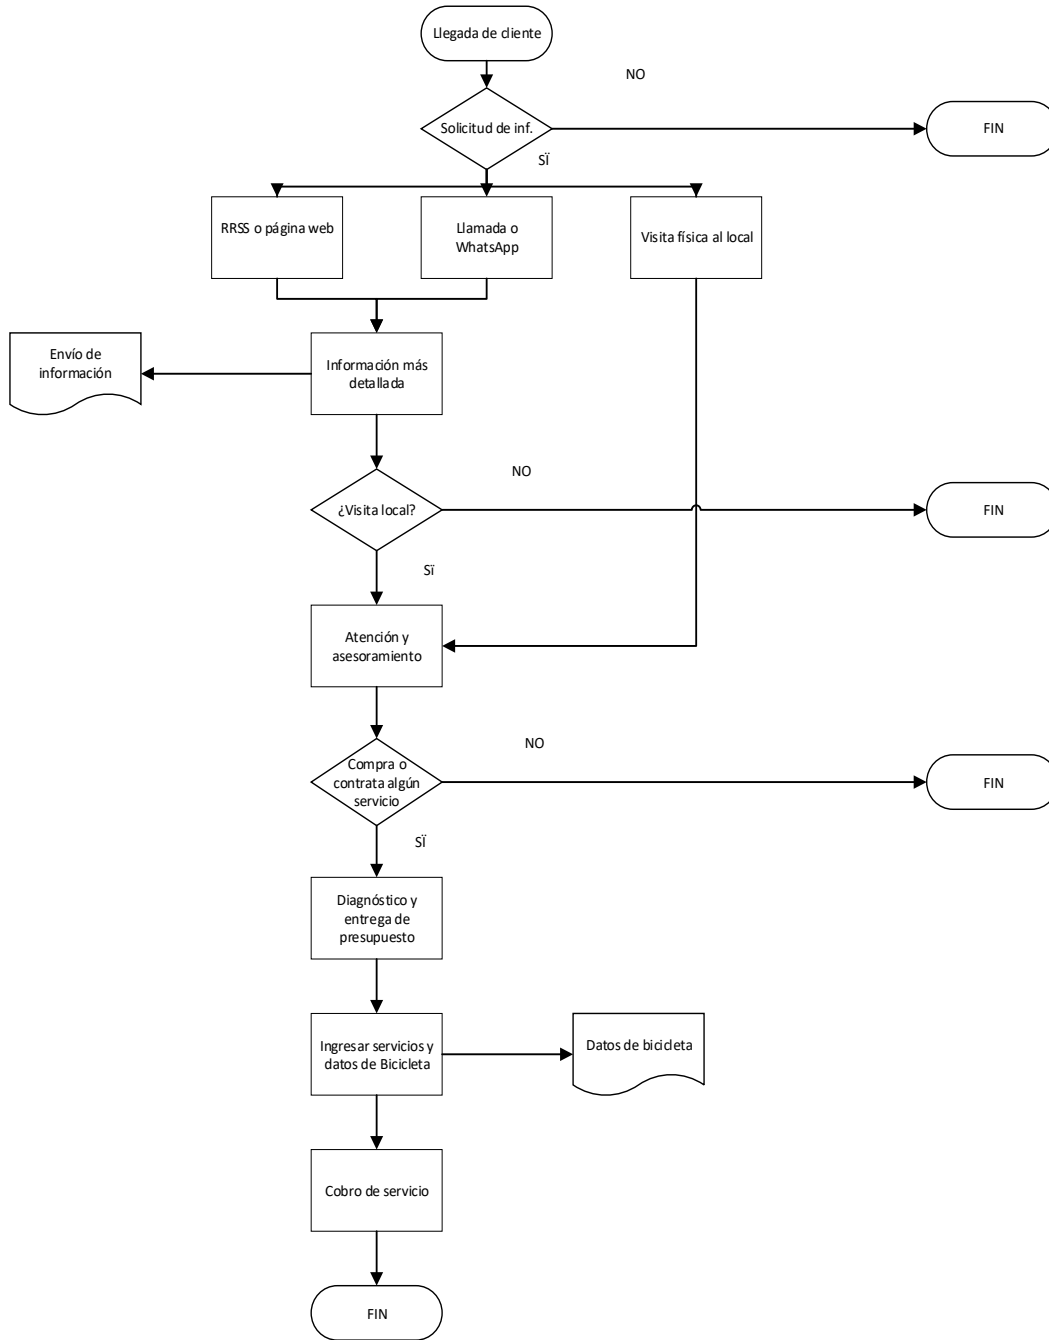 Llegada de cliente
NO
Solicitud de inf.
FIN
SÏ
RRSS o página web
Llamada o
WhatsApp
Visita física al local
Envío de
información
Información más
detallada
NO
¿Visita local?
FIN
Sï
Atención y
asesoramiento
NO
Compra o
contrata algún
servicio
FIN
SÏ
Diagnóstico y
entrega de
presupuesto
Ingresar servicios y
datos de Bicicleta
Datos de bicicleta
Cobro de servicio
FIN